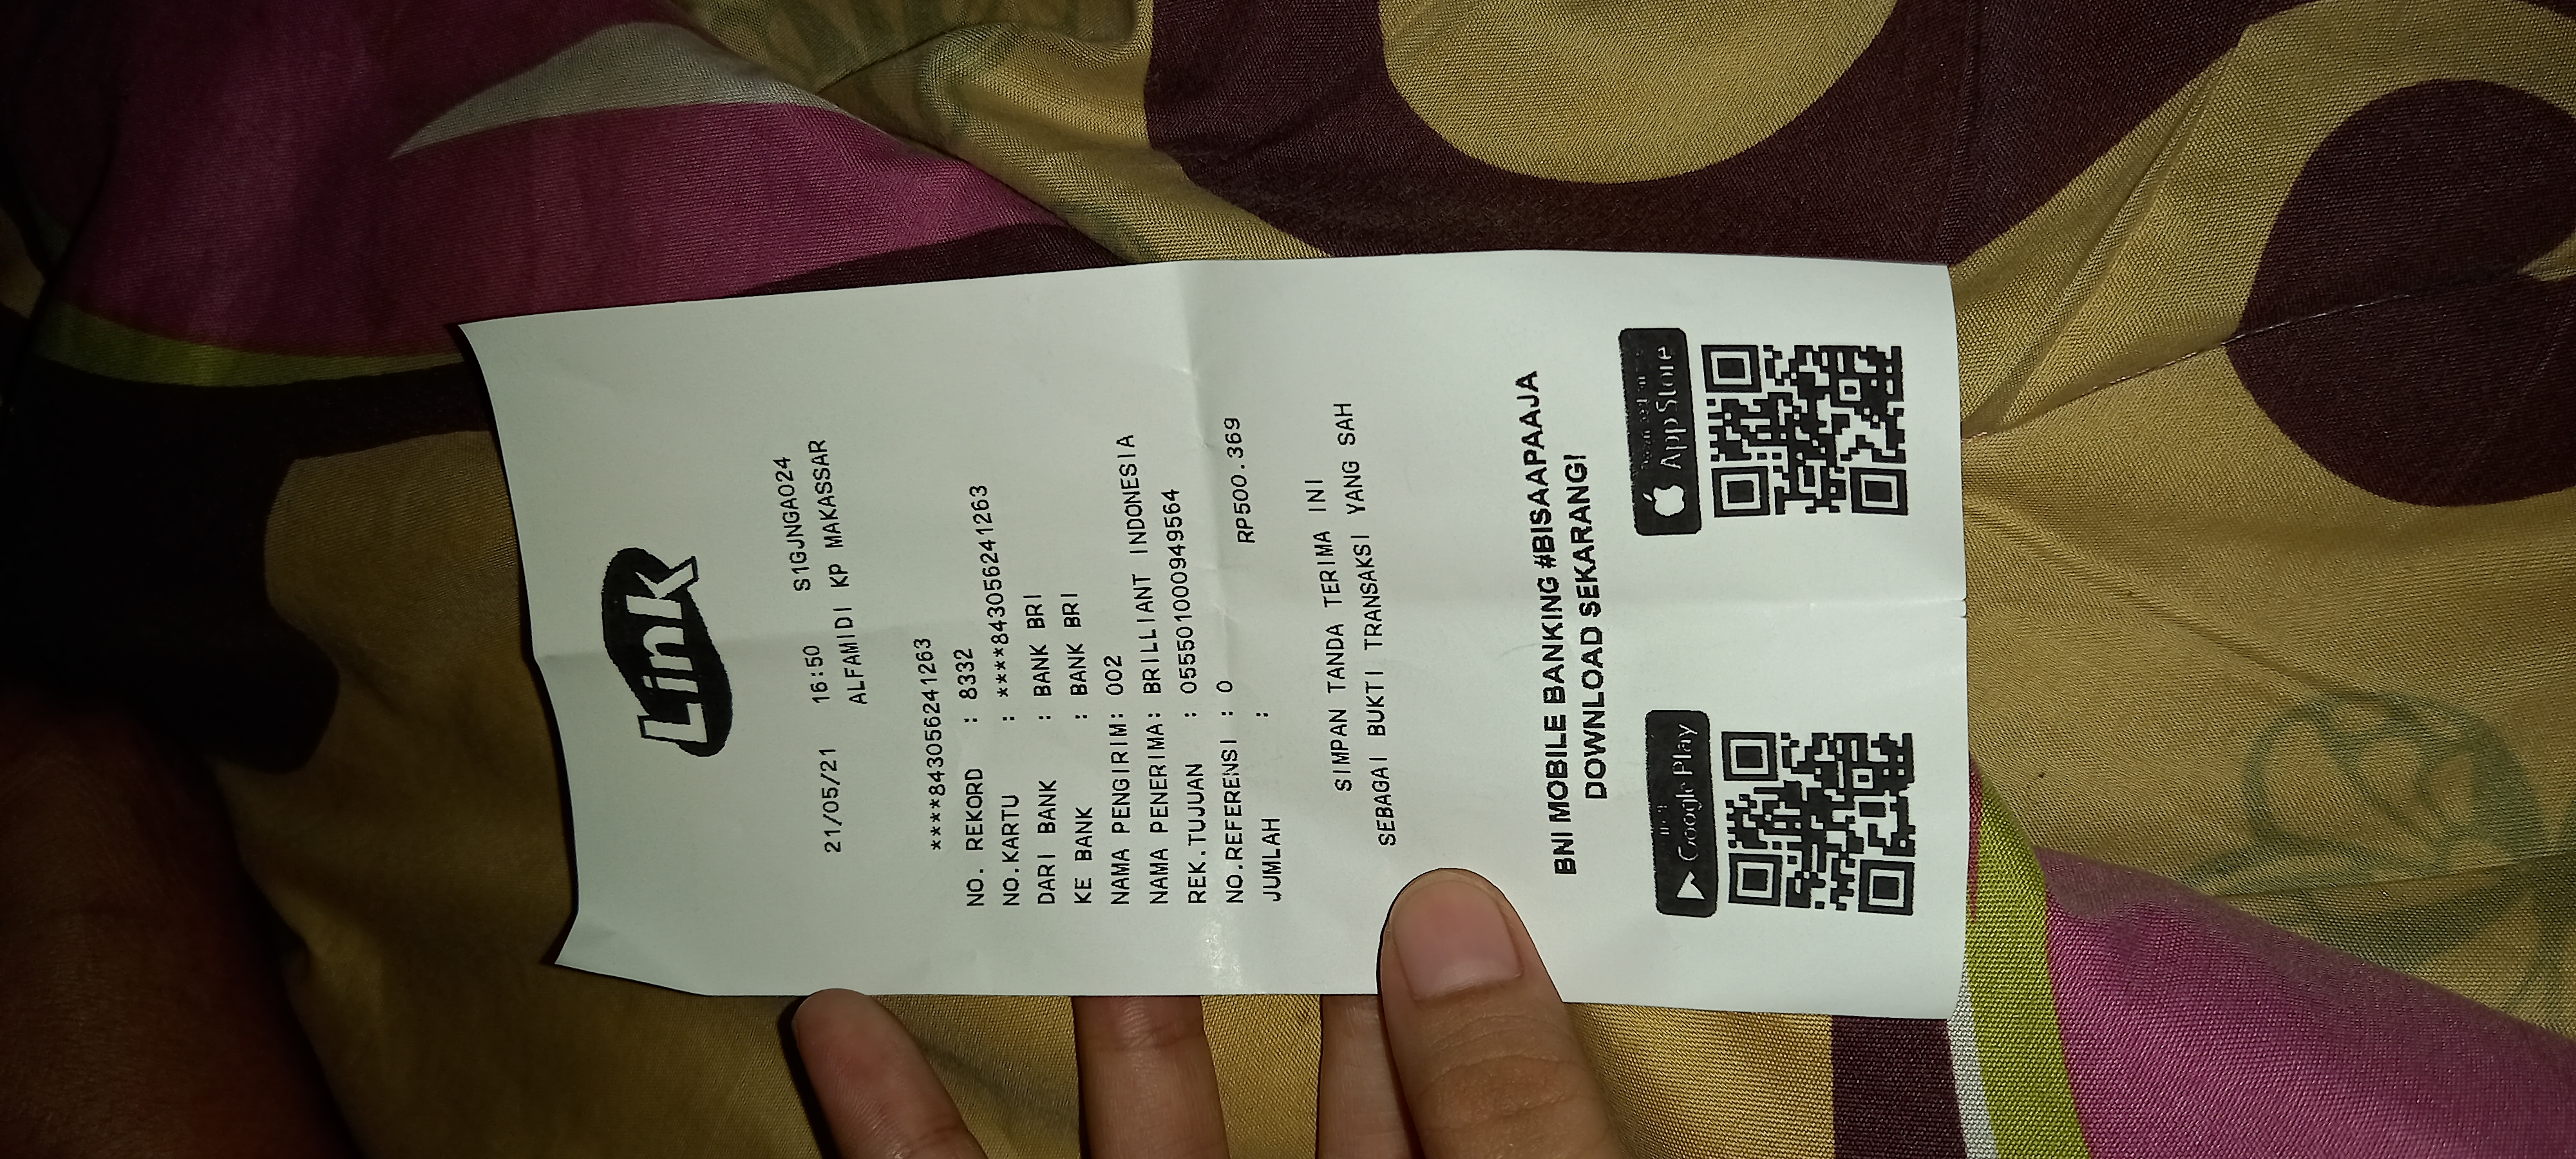 Link
21/05/21 16:50 S1GJNGA024
ALFAMIDI KP MAKASSAR
****843056241263
NO. REKORD : 8332
NO.KARTU : ****843056241263
DARI BANK : BANK BRI
KE BANK : BANK BRI
NAMA PENGIRIM: 002
NAMA PENERIMA: BRILLIANT INDONESIA
REK.TUJUAN : 055501000949564
NO.REFERENSI : 0
JUMLAH : RP500.369
SIMPAN TANDA TERIMA INI
SEBAGAI BUKTI TRANSAKSI YANG SAH
BNI MOBILE BANKING #BISAAPAAJA
DOWNLOAD SEKARANG!
Google Play
App Store